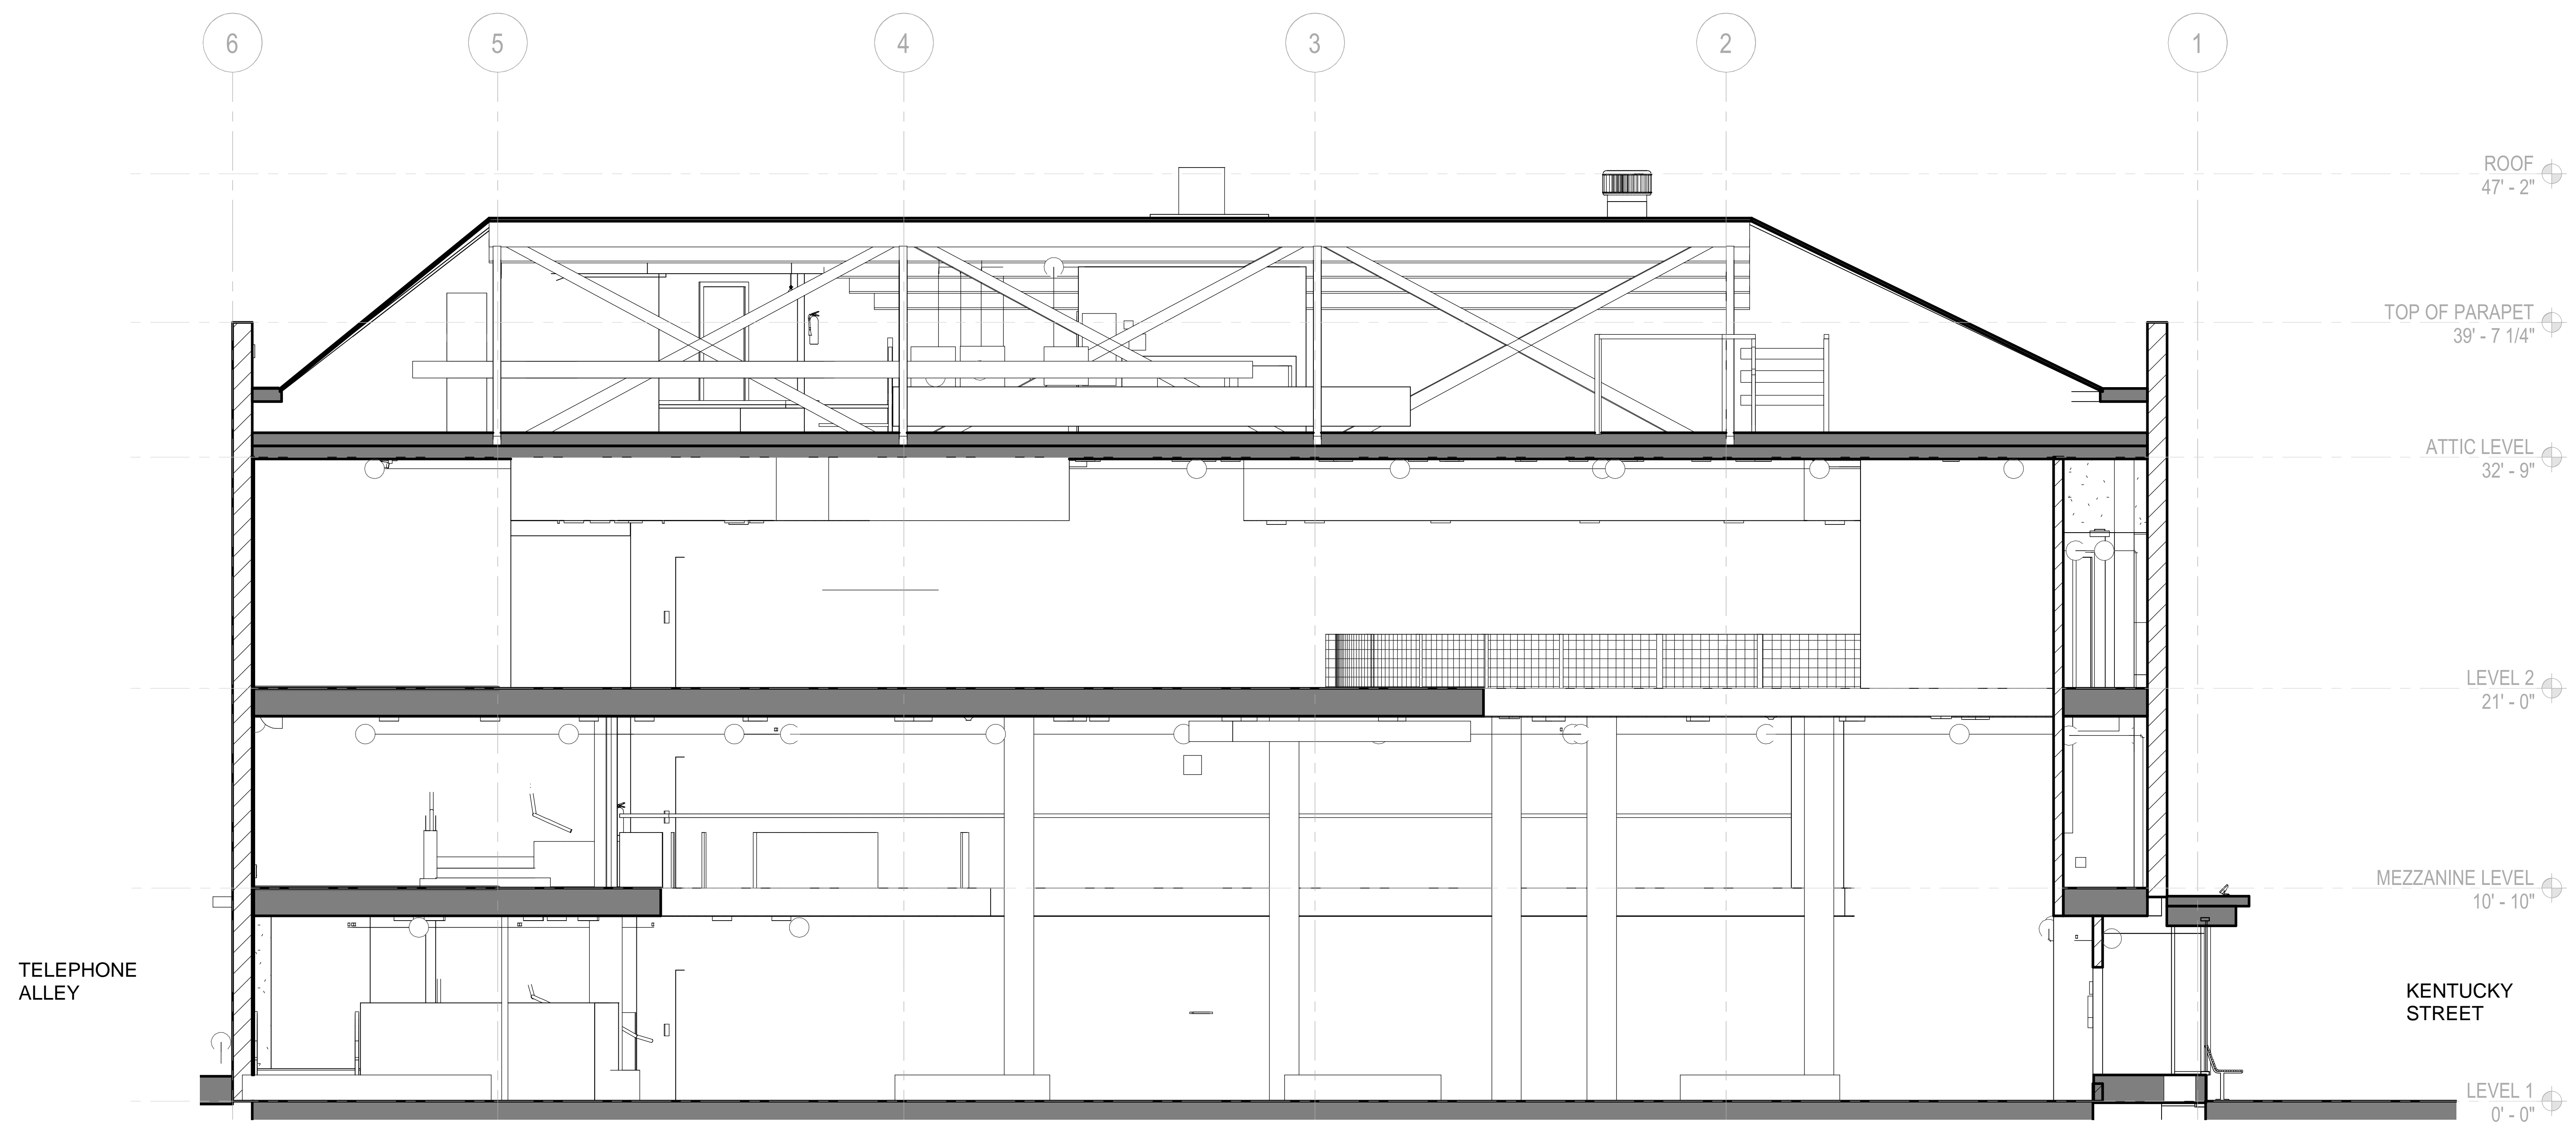 6 5 4 3 2 1
ROOF
47' - 2"
TOP OF PARAPET
39' - 7 1/4"
ATTIC LEVEL
32' - 9"
LEVEL 2
21' - 0"
MEZZANINE LEVEL
10' - 10"
TELEPHONE
ALLEY
KENTUCKY
STREET
LEVEL 1
0' - 0"